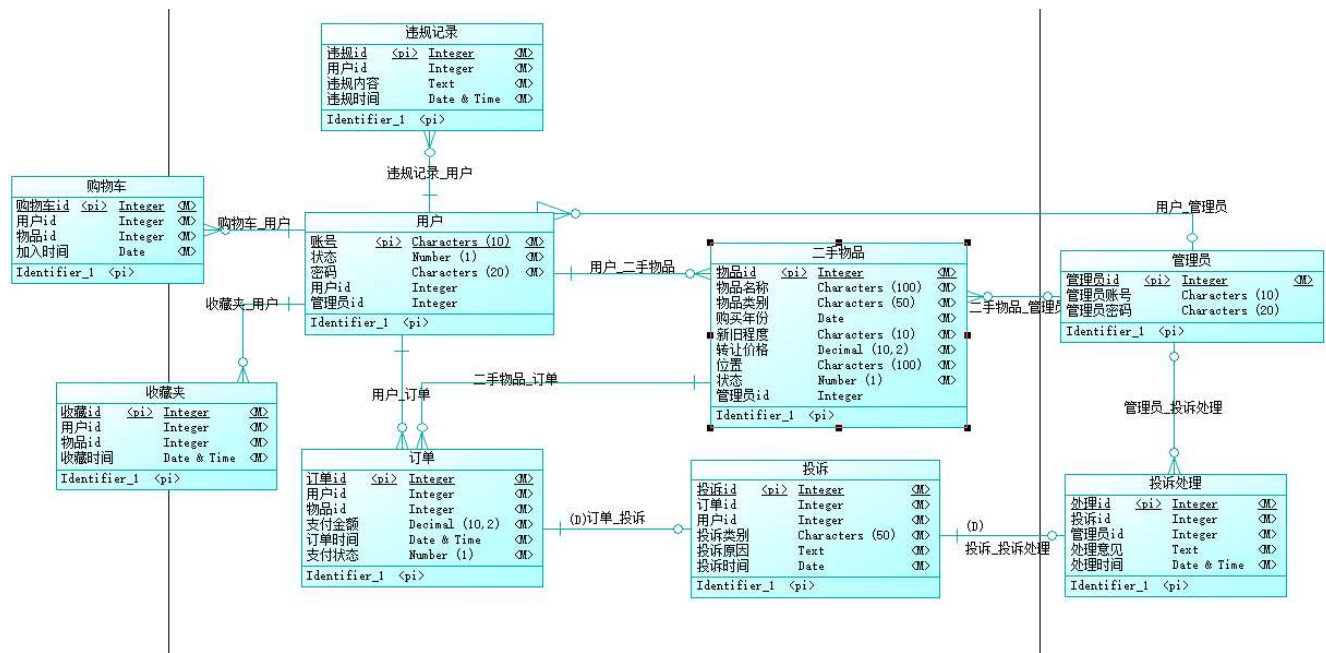 违规记录
违规id <pi> Integer <M>
用户id Integer <M>
违规内容 Text <M>
违规时间 Date & Time <M>
Identifier_1 <pi>
违规记录_用户
购物车
购物车id <pi> Integer <M>
用户id Integer <M>
物品id Integer <M>
加入时间 Date <M>
Identifier_1 <pi>
购物车_用户
用户
账号 <pi> Characters (10) <M>
状态 Number (1) <M>
密码 Characters (20) <M>
用户id Integer
管理员id Integer
Identifier_1 <pi>
用户_管理员
用户_二手物品
二手物品
物品id <pi> Integer <M>
物品名称 Characters (100) <M>
物品类别 Characters (50) <M>
购买年份 Date <M>
新旧程度 Characters (10) <M>
转让价格 Decimal (10,2) <M>
位置 Characters (100) <M>
状态 Number (1) <M>
管理员id Integer
Identifier_1 <pi>
二手物品_管理员
管理员
管理员id <pi> Integer <M>
管理员账号 Characters (10)
管理员密码 Characters (20)
Identifier_1 <pi>
收藏夹_用户
收藏夹
收藏id <pi> Integer <M>
用户id Integer <M>
物品id Integer <M>
收藏时间 Date & Time <M>
Identifier_1 <pi>
用户_订单
二手物品_订单
管理员_投诉处理
订单
订单id <pi> Integer <M>
用户id Integer <M>
物品id Integer <M>
支付金额 Decimal (10,2) <M>
订单时间 Date & Time <M>
支付状态 Number (1) <M>
Identifier_1 <pi>
(D)订单_投诉
投诉
投诉id <pi> Integer <M>
订单id Integer <M>
用户id Integer <M>
投诉类别 Characters (50) <M>
投诉原因 Text <M>
投诉时间 Date <M>
Identifier_1 <pi>
(D)
投诉_投诉处理
投诉处理
处理id <pi> Integer <M>
投诉id Integer <M>
管理员id Integer <M>
处理意见 Text <M>
处理时间 Date & Time <M>
Identifier_1 <pi>